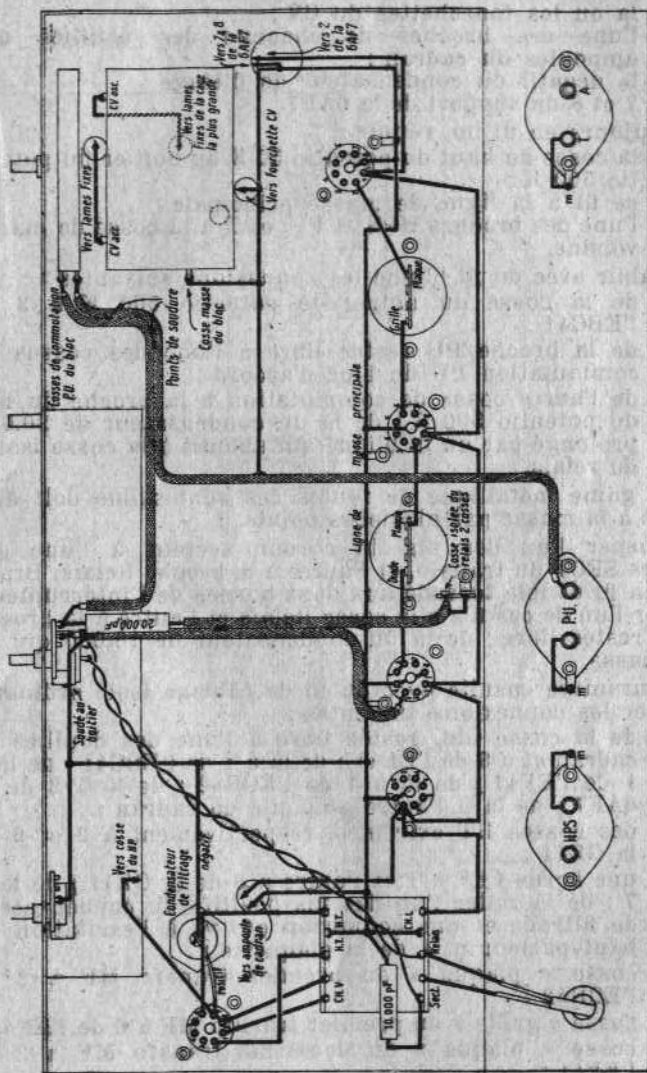 Vers 7&8
de la
6AF7
Vers 2
de la
6AF7
CV osc.
Vers lames
Fixes de la cage
la plus grande
Vers lames fixes
CV acc.
Vers fourchette CV
A
T
m
Cosses de commutation
P.U. du bloc
Points de soudure
Cosse masse
du bloc
Grille
Plaque
Ligne de masse principale
Diode
Plaque
Cosse isolée du
relais 2 cosses
20.000 pF
Soudé au
boîtier
P.U.
m
HPS
m
Vers cosse
1 du HP.
Condensateur
de filtrage
négatif
positif
Vers ampoule
de cadran
H.T.
H.T.
CH.V
CH.L
Valve
Sect.
10.000 pF